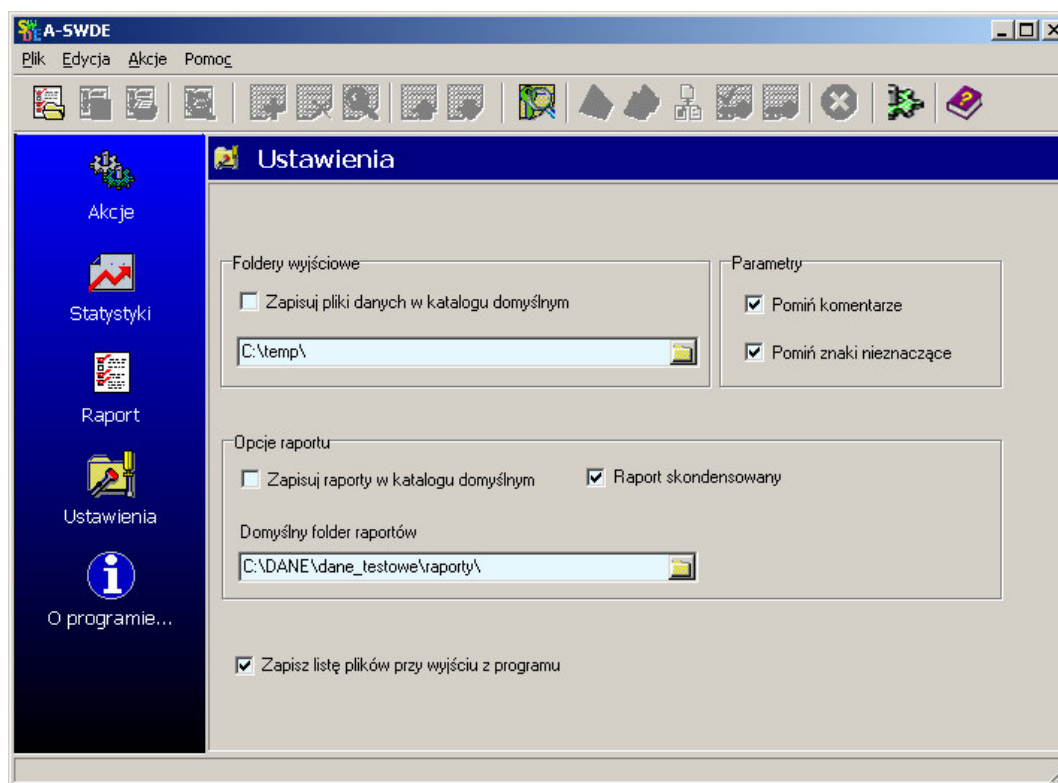 A-SWDE
Plik Edycja Akcje Pomoc
Ustawienia
Akcje
Statystyki
Raport
Ustawienia
O programie...
Foldery wyjściowe
Zapisuj pliki danych w katalogu domyślnym
C:\temp\
Parametry
Pomiń komentarze
Pomiń znaki nieznaczące
Opcje raportu
Zapisuj raporty w katalogu domyślnym
Raport skondensowany
Domyślny folder raportów
C:\DANE\dane_testowe\raporty\
Zapisz listę plików przy wyjściu z programu